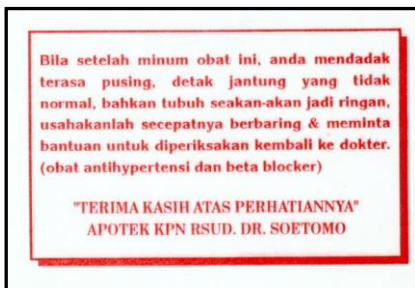 Bila setelah minum obat ini, anda mendadak
terasa pusing, detak jantung yang tidak
normal, bahkan tubuh seakan-akan jadi ringan,
usahakanlah secepatnya berbaring & meminta
bantuan untuk diperiksakan kembali ke dokter.
(obat antihypertensi dan beta blocker)
"TERIMA KASIH ATAS PERHATIANNYA"
APOTEK KPN RSUD. DR. SOETOMO